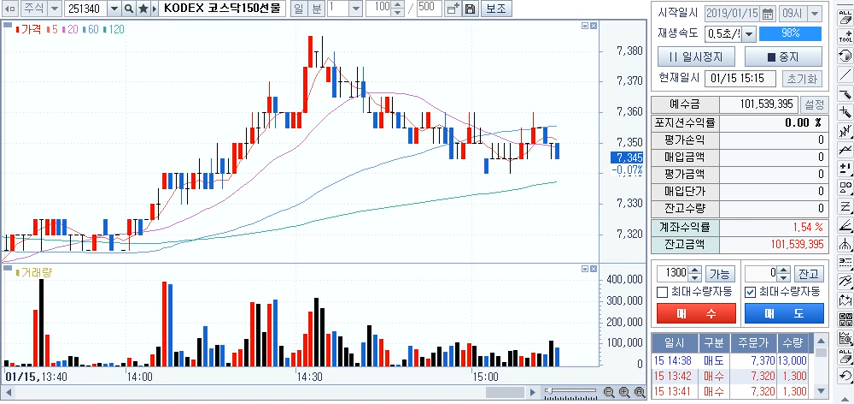 주식 251340 KODEX 코스닥150선물 일 분 1 100 / 500 보조
가격 5 20 60 120
7,380
7,370
7,360
7,350
7,345
-0.07%
7,330
7,320
거래량
400,000
300,000
200,000
100,000
01/15, 13:40 14:00 14:30 15:00
시작일시 2019/01/15 09시
재생속도 0.5초/ 98%
일시정지 중지
현재일시 01/15 15:15 초기화
예수금 101,539,395 설정
포지션수익률 0.00 %
평가손익 0
매입금액 0
평가금액 0
매입단가 0
잔고수량 0
계좌수익률 1.54 %
잔고금액 101,539,395
1300 가능 0 잔고
최대수량자동 최대수량자동
매 수 매 도
일시 구분 주문가 수량
15 14:38 매도 7,370 13,000
15 13:42 매수 7,320 1,300
15 13:41 매수 7,320 1,300
ALL
TOOL
ALL